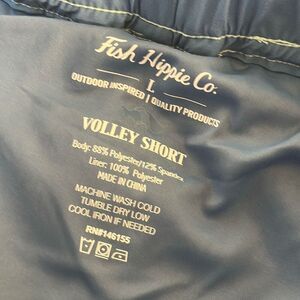 Fish Hippie Co.
L
OUTDOOR INSPIRED | QUALITY PRODUCTS
VOLLEY SHORT
Body: 88% Polyester/12% Spandex
Liner: 100% Polyester
MADE IN CHINA
MACHINE WASH COLD
TUMBLE DRY LOW
COOL IRON IF NEEDED
RN#146155